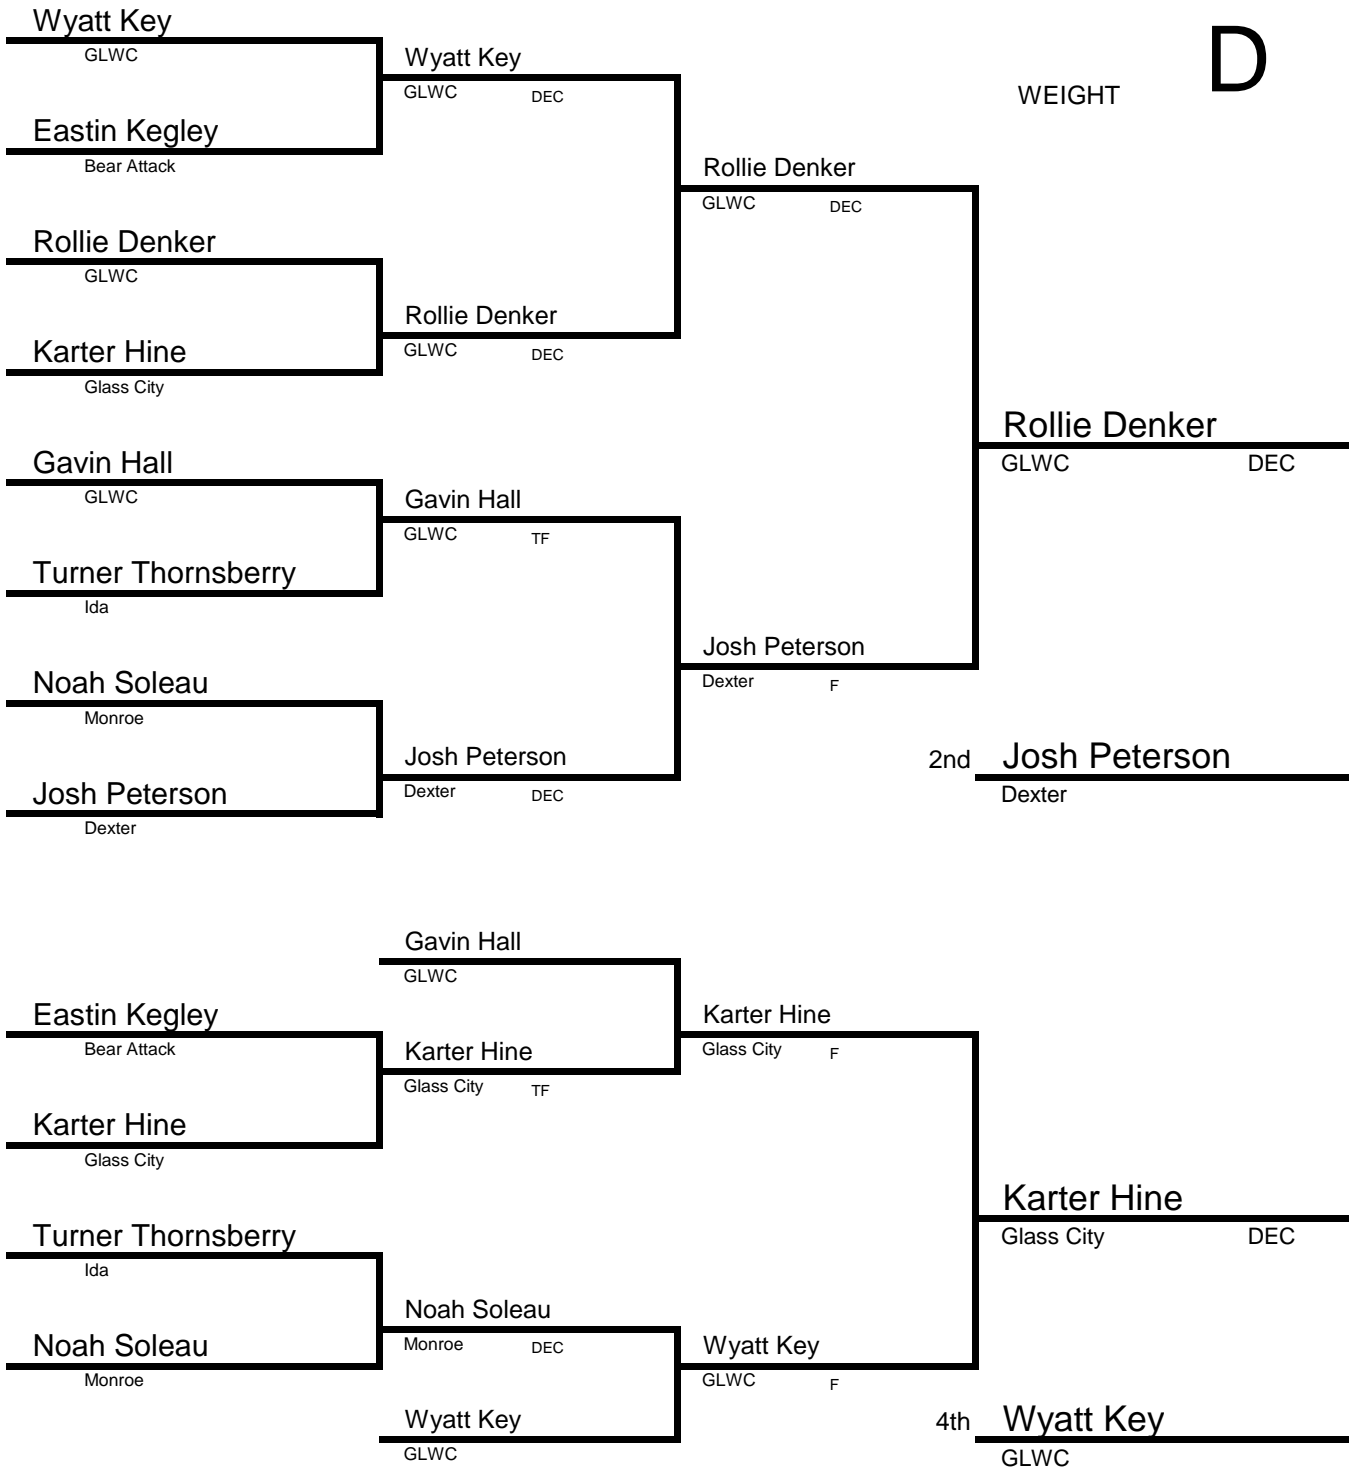 Wyatt Key
GLWC
Wyatt Key
GLWC DEC
D
WEIGHT
Eastin Kegley
Bear Attack
Rollie Denker
GLWC DEC
Rollie Denker
GLWC
Rollie Denker
GLWC DEC
Karter Hine
Glass City
Rollie Denker
GLWC DEC
Gavin Hall
GLWC
Gavin Hall
GLWC TF
Turner Thornsberry
Ida
Josh Peterson
Dexter F
Noah Soleau
Monroe
Josh Peterson
Dexter DEC
2nd Josh Peterson
Dexter
Josh Peterson
Dexter
Gavin Hall
GLWC
Eastin Kegley
Bear Attack
Karter Hine
Glass City F
Karter Hine
Glass City TF
Karter Hine
Glass City
Karter Hine
Glass City DEC
Turner Thornsberry
Ida
Noah Soleau
Monroe DEC
Noah Soleau
Monroe
Wyatt Key
GLWC F
Wyatt Key
GLWC
4th Wyatt Key
GLWC